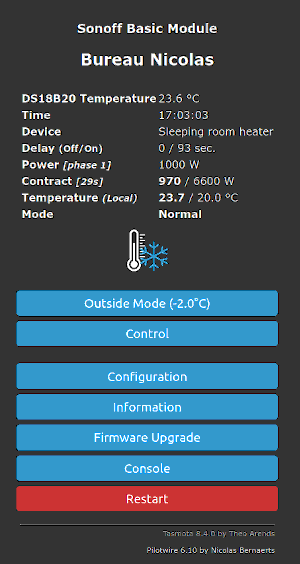 Sonoff Basic Module
Bureau Nicolas
DS18B20 Temperature 23.6 °C
Time 17:03:03
Device Sleeping room heater
Delay (Off/On) 0 / 93 sec.
Power [phase 1] 1000 W
Contract [29s] 970 / 6600 W
Temperature (Local) 23.7 / 20.0 °C
Mode Normal
Outside Mode (-2.0°C)
Control
Configuration
Information
Firmware Upgrade
Console
Restart
Tasmota 8.4.0 by Theo Arends
Pilotwire 6.10 by Nicolas Bernaerts